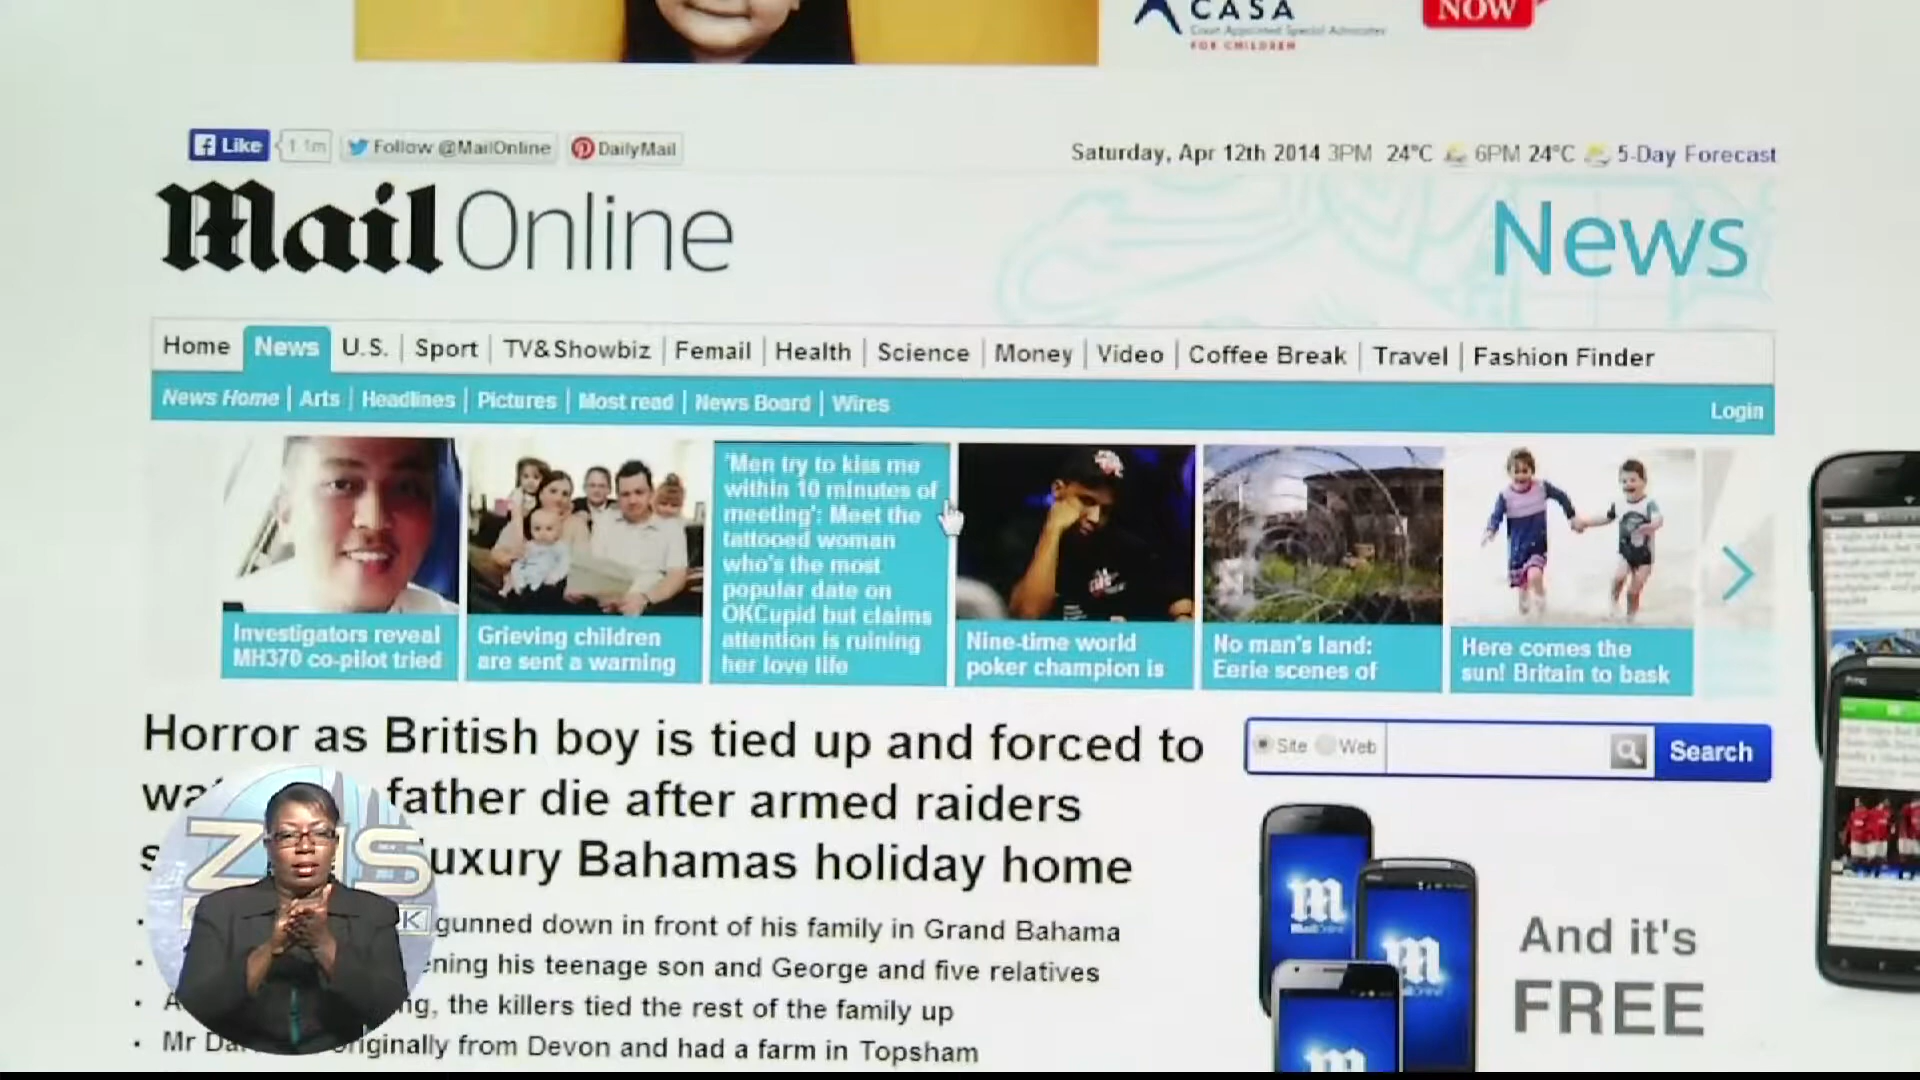 CASA
NOW
Court Appointed Special Advocates
FOR CHILDREN
Like
1.1m
Follow @MailOnline
DailyMail
Saturday, Apr 12th 2014 3PM 24°C 6PM 24°C 5-Day Forecast
Mail Online
News
Home News U.S. Sport TV&Showbiz Femail Health Science Money Video Coffee Break Travel Fashion Finder
News Home Arts Headlines Pictures Most read News Board Wires
Login
Investigators reveal
MH370 co-pilot tried
Grieving children
are sent a warning
'Men try to kiss me
within 10 minutes of
meeting': Meet the
tattooed woman
who's the most
popular date on
OKCupid but claims
attention is ruining
her love life
Nine-time world
poker champion is
No man's land:
Eerie scenes of
Here comes the
sun! Britain to bask
Horror as British boy is tied up and forced to
father die after armed raiders
luxury Bahamas holiday home
Site Web
Search
gunned down in front of his family in Grand Bahama
his teenage son and George and five relatives
the killers tied the rest of the family up
Mr originally from Devon and had a farm in Topsham
ZNS
And it's
FREE